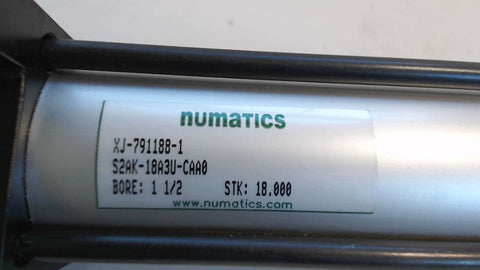 numatics
XJ-791188-1
S2AK-18A3U-CAA0
BORE: 1 1/2 STK: 18.000
www.numatics.com